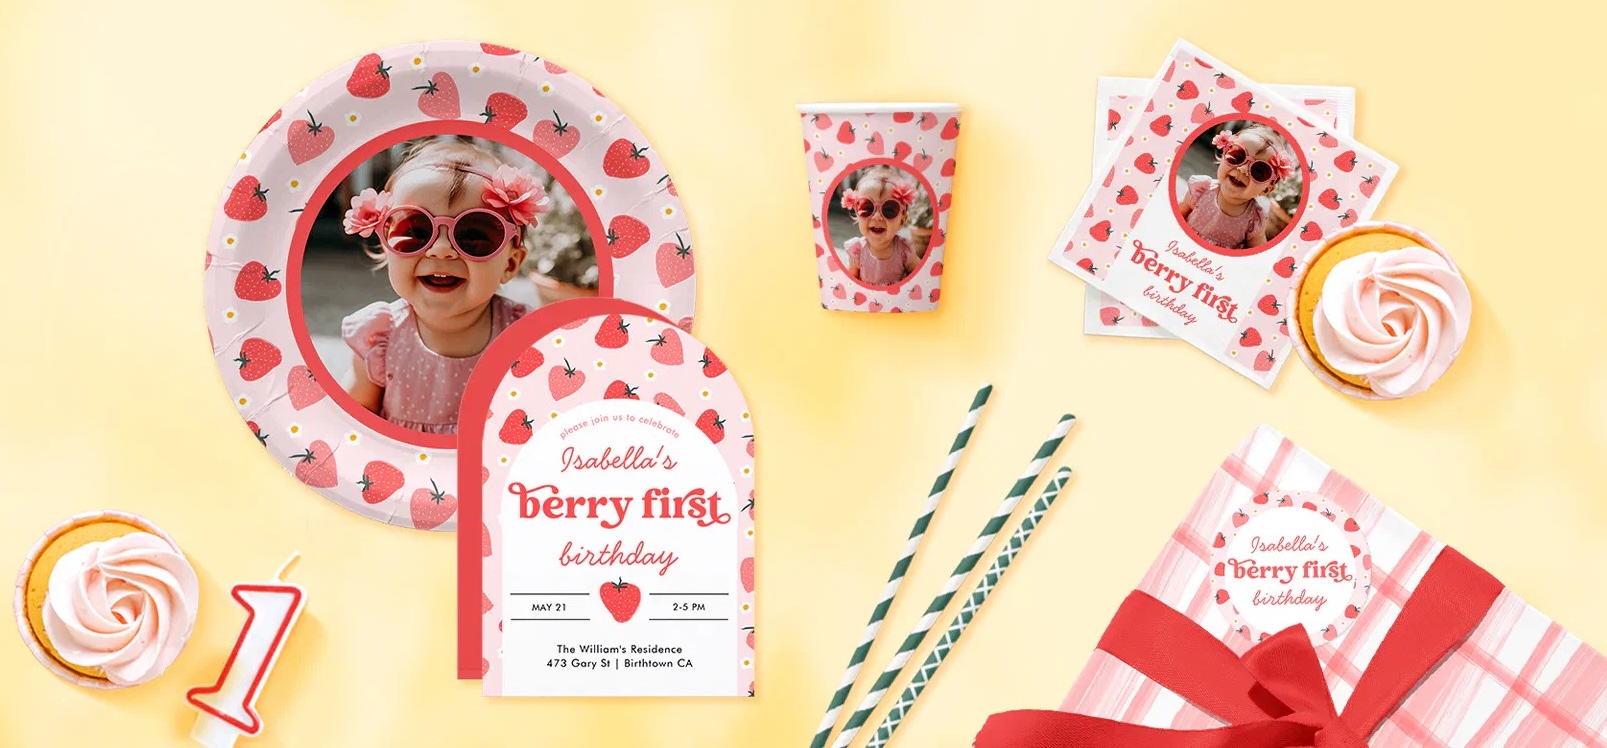 please join us to celebrate
Isabella's
berry first
birthday
MAY 21
2-5 PM
The William's Residence
473 Gary St | Birthtown CA
1
Isabella's
berry first
birthday
Isabella's
berry first
birthday